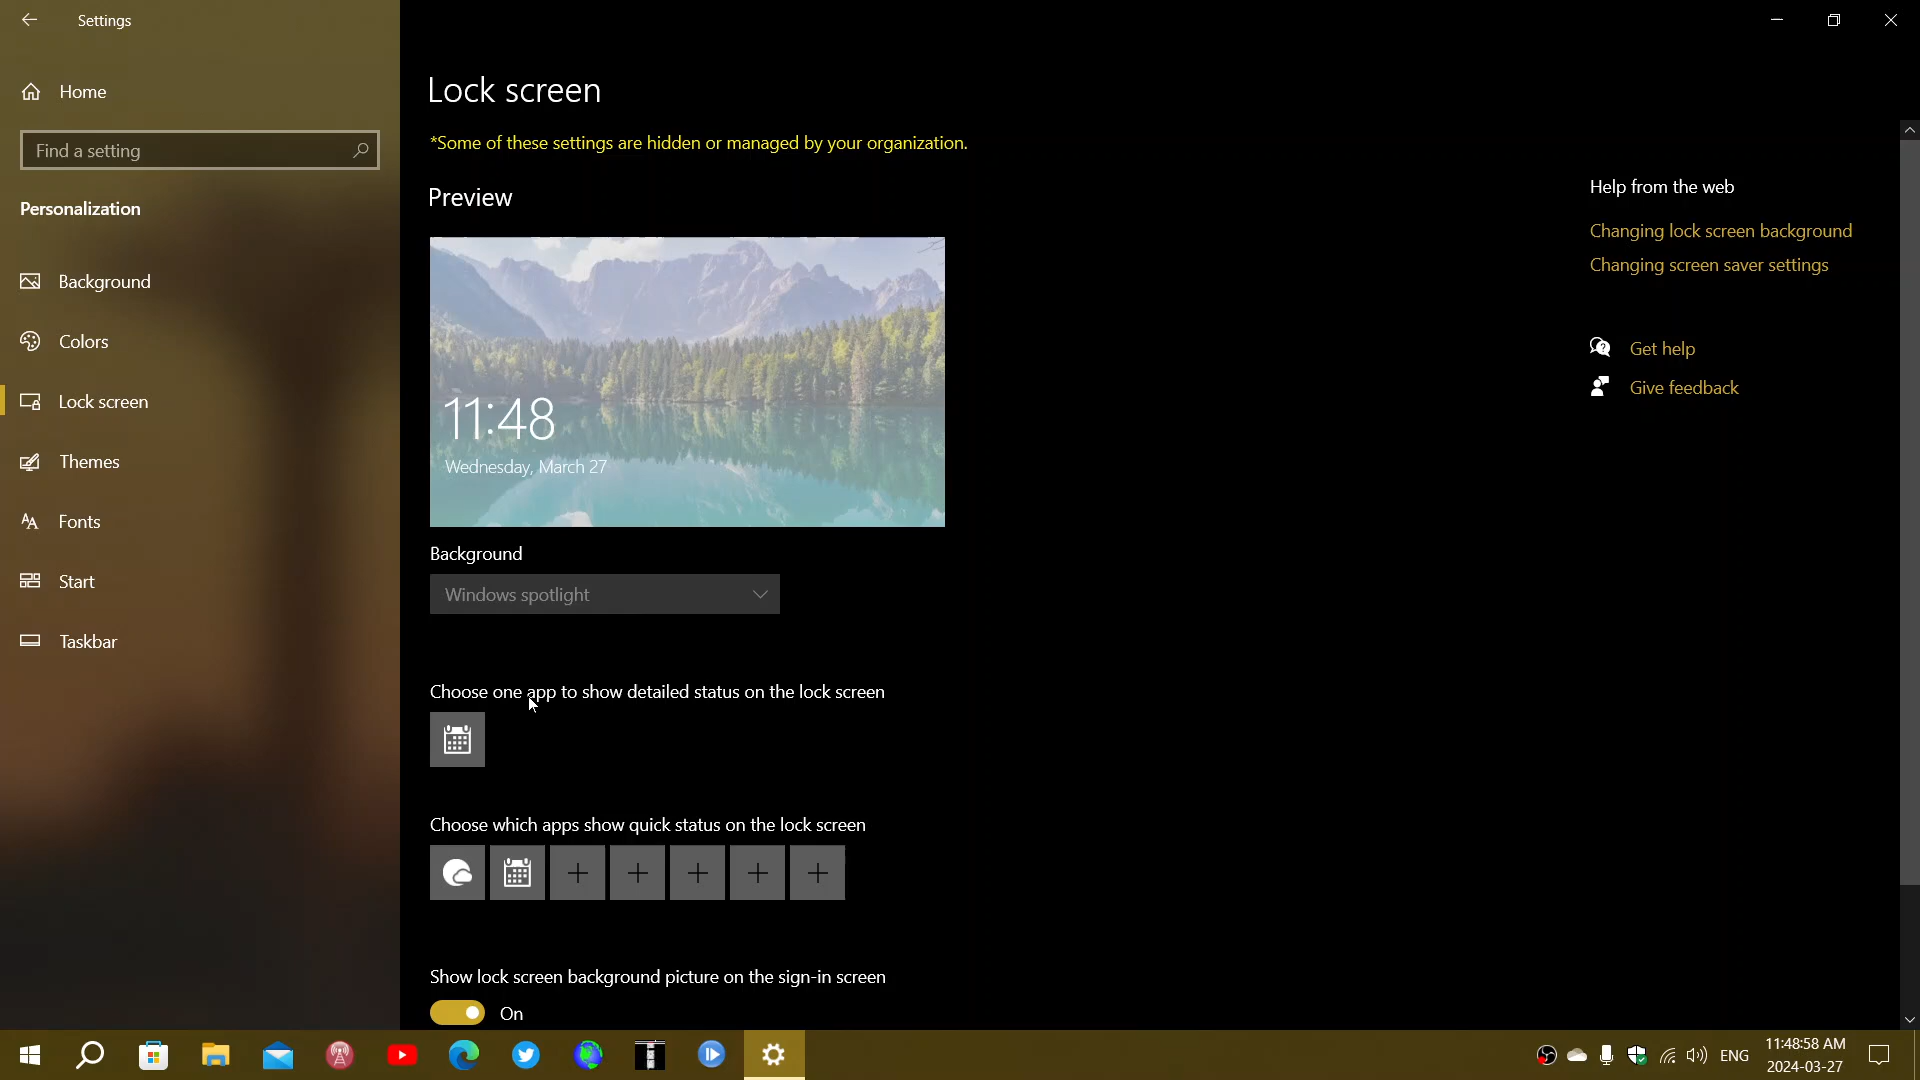 Settings
Home
Find a setting
Personalization
Background
Colors
Lock screen
Themes
Fonts
Start
Taskbar
Lock screen
*Some of these settings are hidden or managed by your organization.
Preview
11:48
Wednesday, March 27
Background
Windows spotlight
Choose one app to show detailed status on the lock screen
Choose which apps show quick status on the lock screen
Show lock screen background picture on the sign-in screen
On
Help from the web
Changing lock screen background
Changing screen saver settings
Get help
Give feedback
ENG
11:48:58 AM
2024-03-27